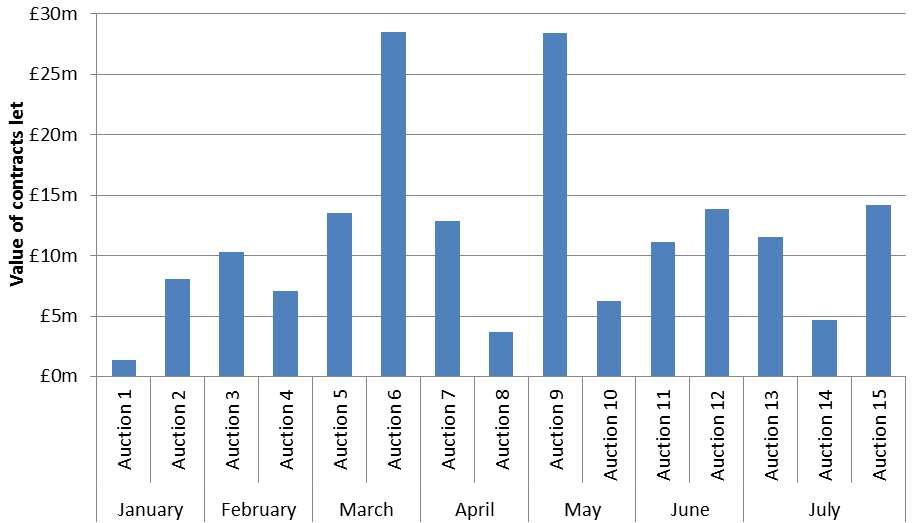 £30m
£25m
£20m
£15m
£10m
£5m
£0m
Value of contracts let
Auction 1
Auction 2
Auction 3
Auction 4
Auction 5
Auction 6
Auction 7
Auction 8
Auction 9
Auction 10
Auction 11
Auction 12
Auction 13
Auction 14
Auction 15
January
February
March
April
May
June
July